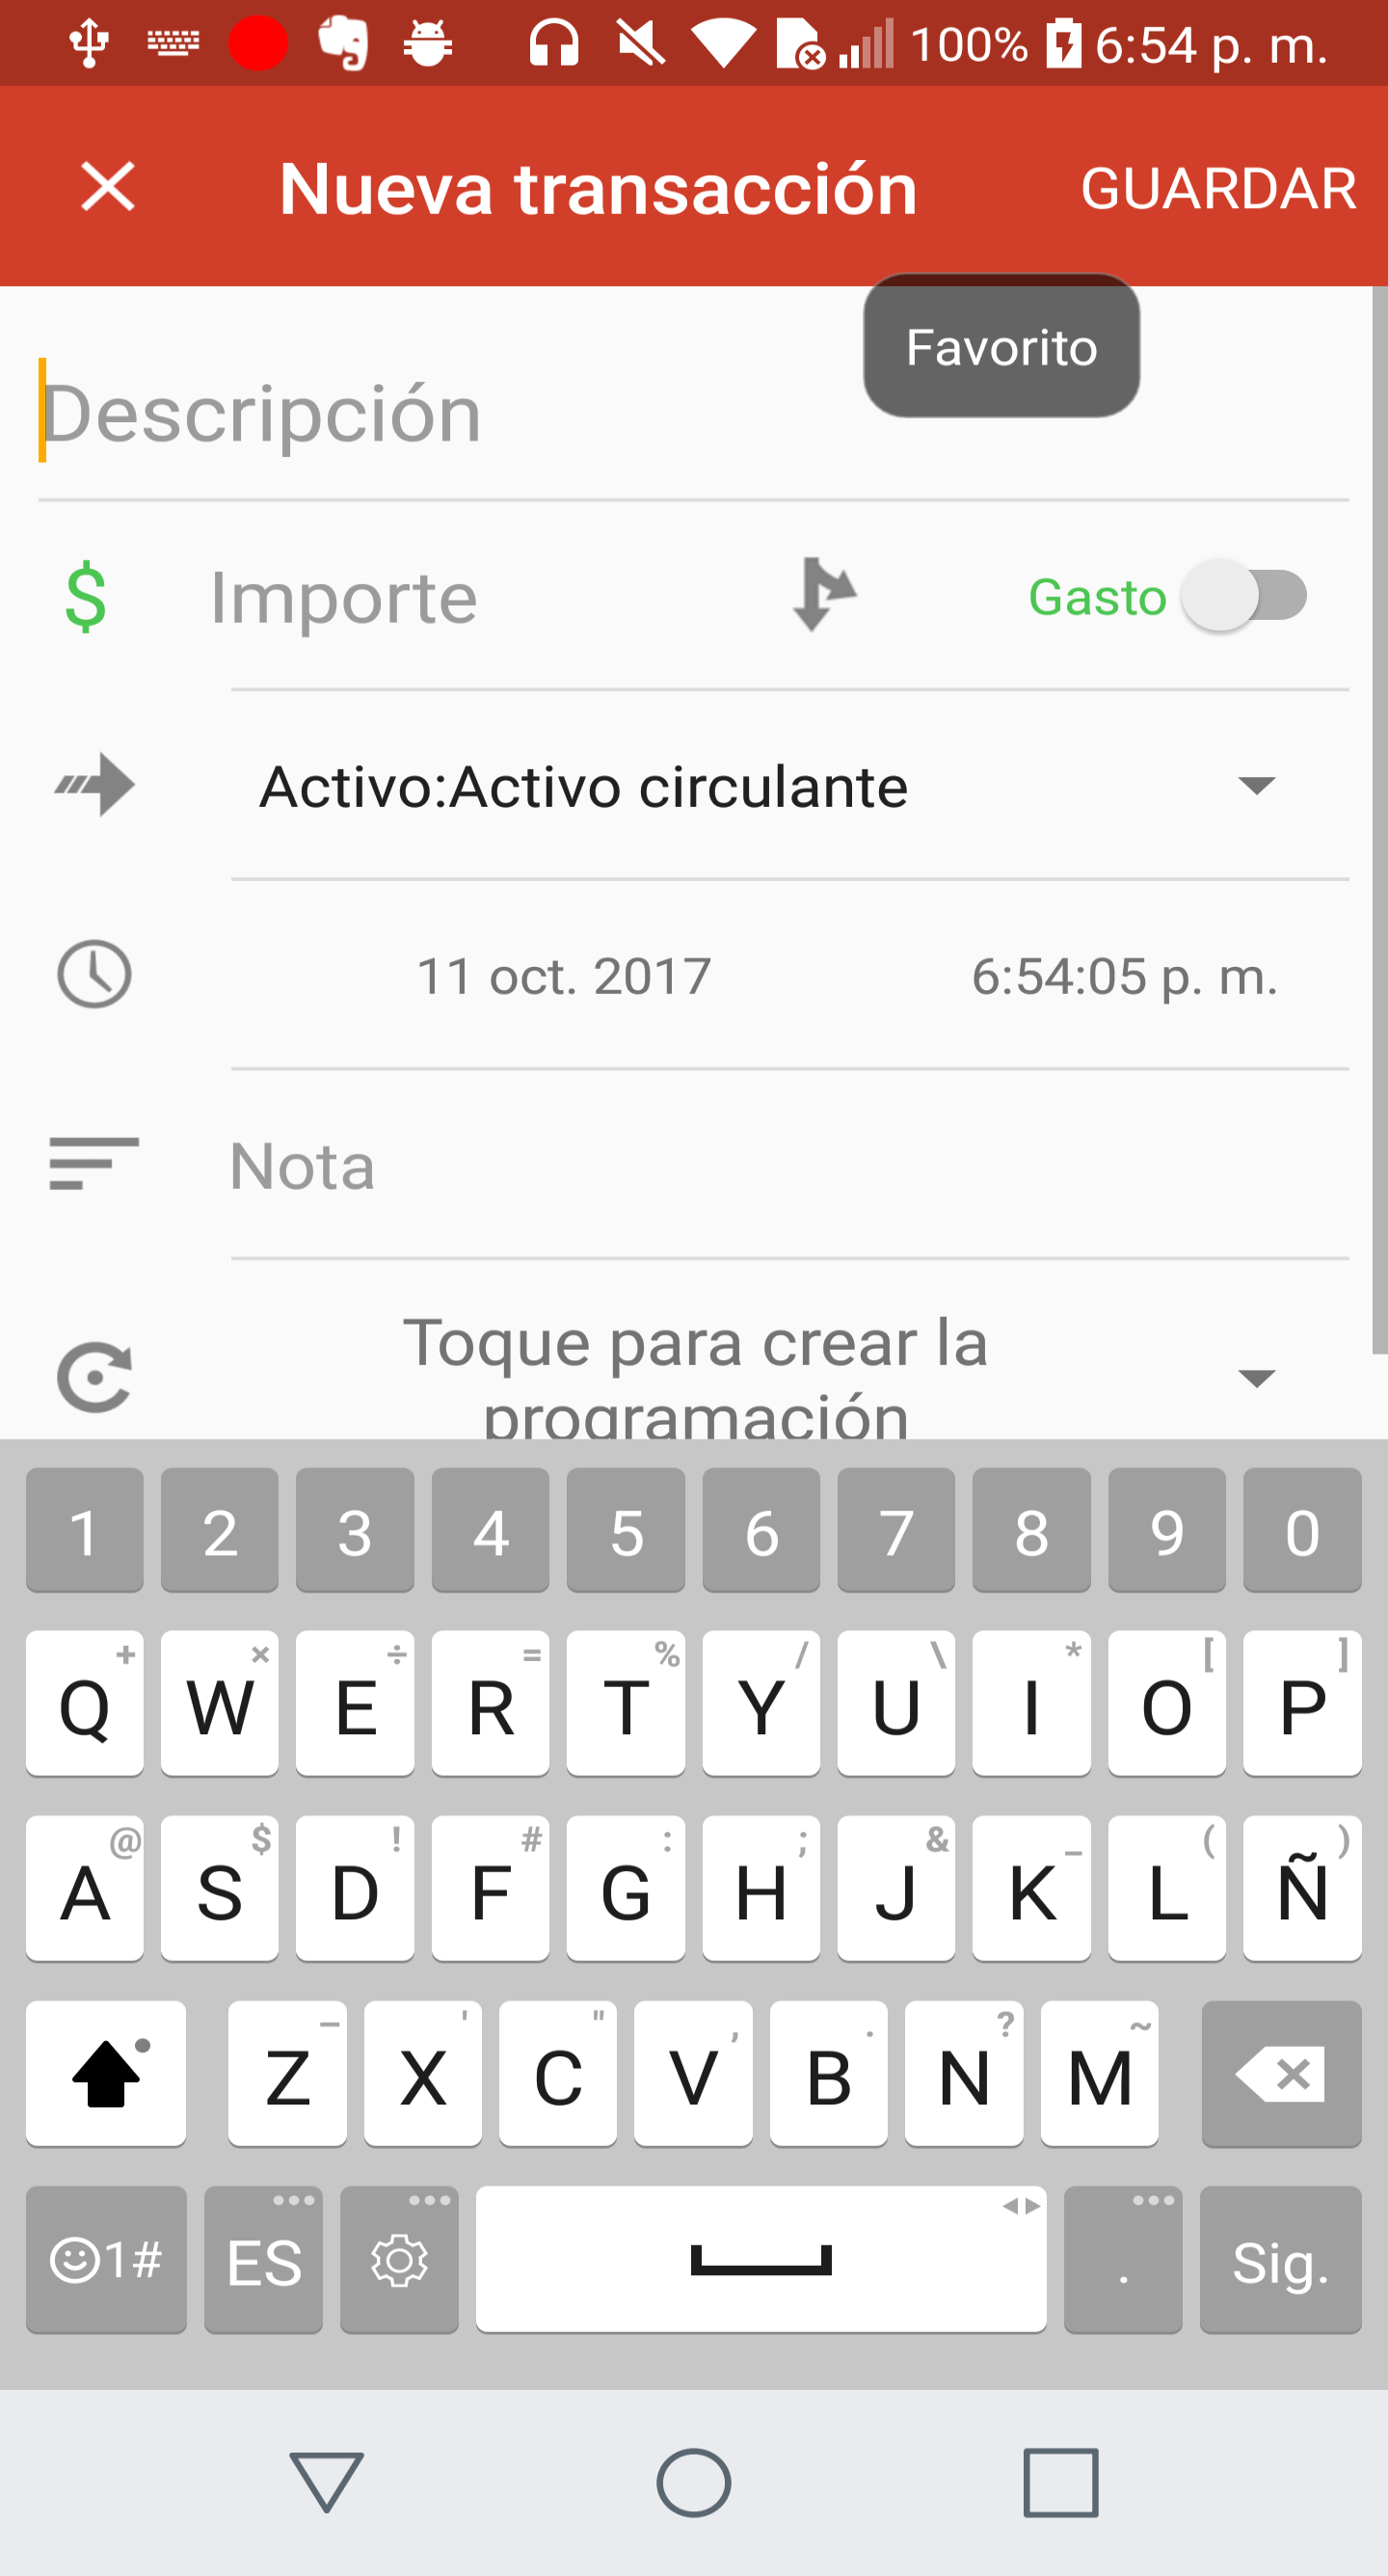 100% 6:54 p. m.
Nueva transacción GUARDAR
Favorito
Descripción
$ Importe Gasto
Activo:Activo circulante
11 oct. 2017 6:54:05 p. m.
Nota
Toque para crear la
programación
1 2 3 4 5 6 7 8 9 0
+ × ÷ = % / \ * [ ]
Q W E R T Y U I O P
@ $ ! # : ; & _ ( )
A S D F G H J K L Ñ
– ' " , . ? ~
Z X C V B N M
1# ES . Sig.